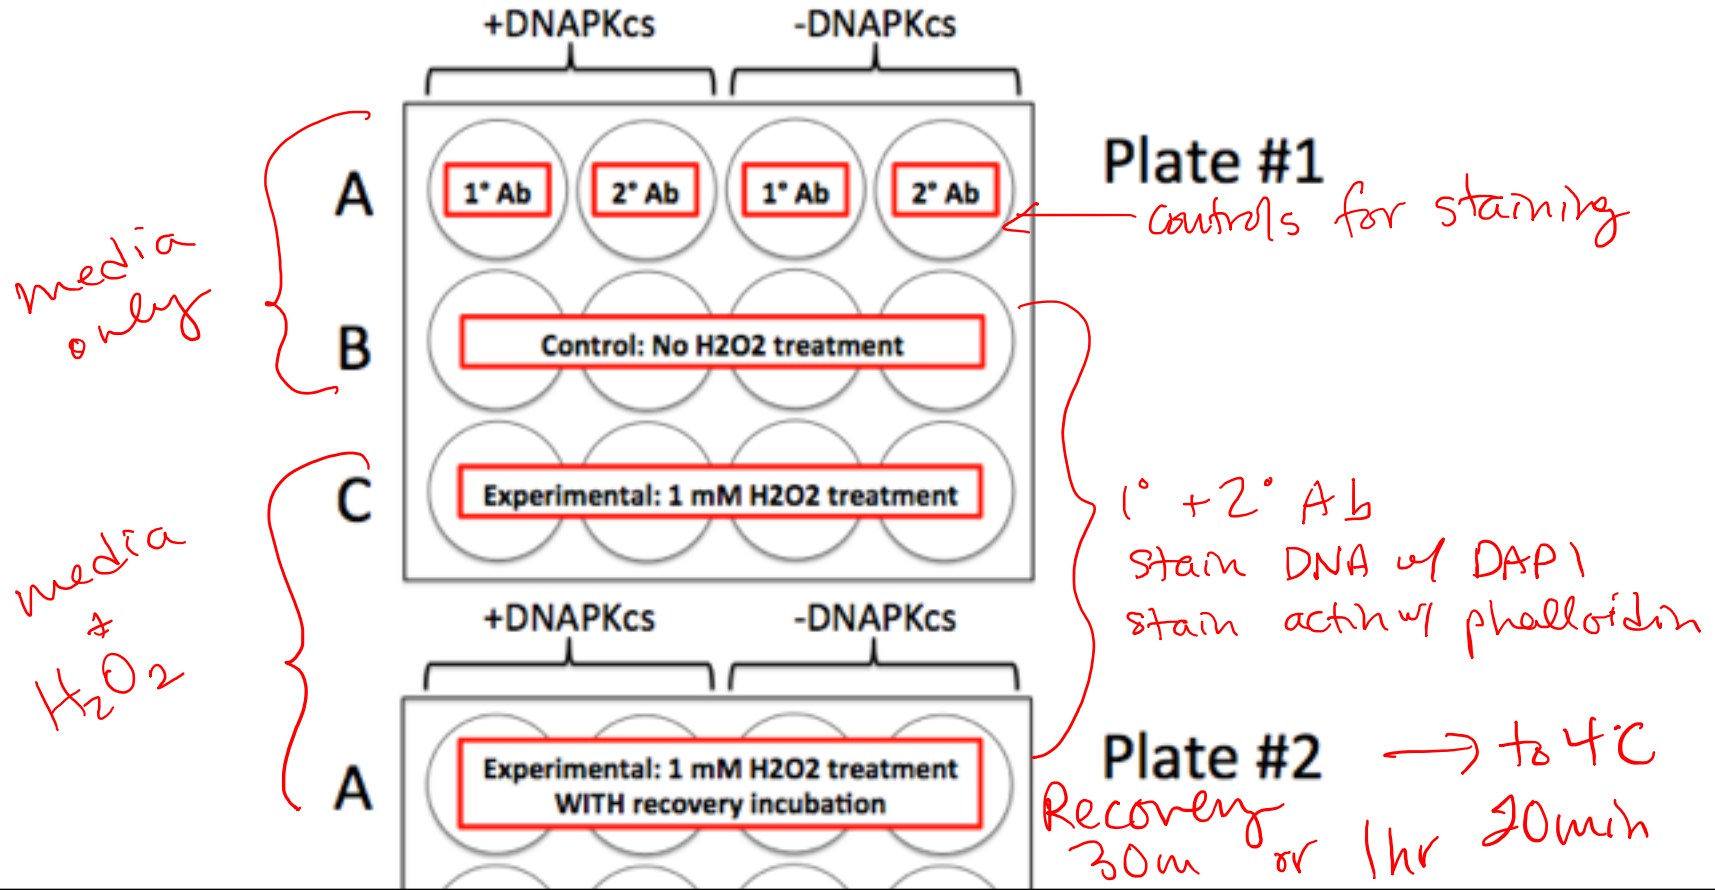 +DNAPKcs -DNAPKcs
Plate #1
A 1° Ab 2° Ab 1° Ab 2° Ab
controls for staining
media
only
B Control: No H2O2 treatment
C Experimental: 1 mM H2O2 treatment
media
+
H2O2
1° + 2° Ab
stain DNA w/ DAPI
stain actin w/ phalloidin
+DNAPKcs -DNAPKcs
Plate #2 → to 4°C
20min
A Experimental: 1 mM H2O2 treatment
WITH recovery incubation
Recovery
30m or 1hr